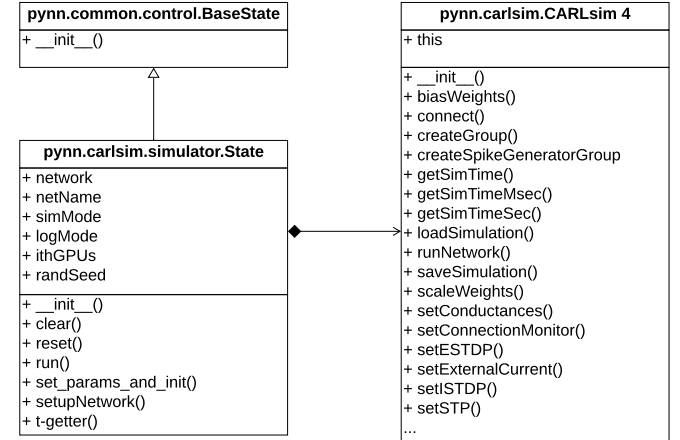 pynn.common.control.BaseState
+ __init__()
pynn.carlsim.simulator.State
+ network
+ netName
+ simMode
+ logMode
+ ithGPUs
+ randSeed
+ __init__()
+ clear()
+ reset()
+ run()
+ set_params_and_init()
+ setupNetwork()
+ t-getter()
pynn.carlsim.CARLsim 4
+ this
+ __init__()
+ biasWeights()
+ connect()
+ createGroup()
+ createSpikeGeneratorGroup
+ getSimTime()
+ getSimTimeMsec()
+ getSimTimeSec()
+ loadSimulation()
+ runNetwork()
+ saveSimulation()
+ scaleWeights()
+ setConductances()
+ setConnectionMonitor()
+ setESTDP()
+ setExternalCurrent()
+ setISTDP()
+ setSTP()
...